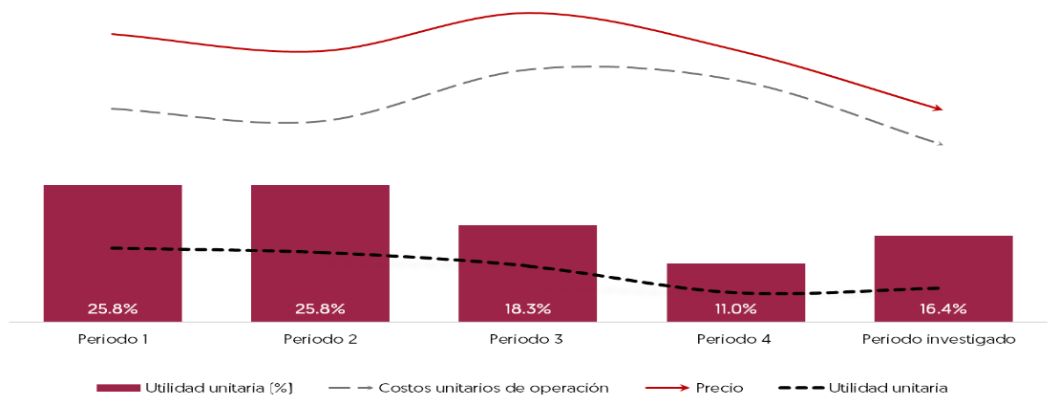 25.8% 25.8% 18.3% 11.0% 16.4%
Periodo 1 Periodo 2 Periodo 3 Periodo 4 Periodo investigado
Utilidad unitaria (%) Costos unitarios de operación Precio Utilidad unitaria